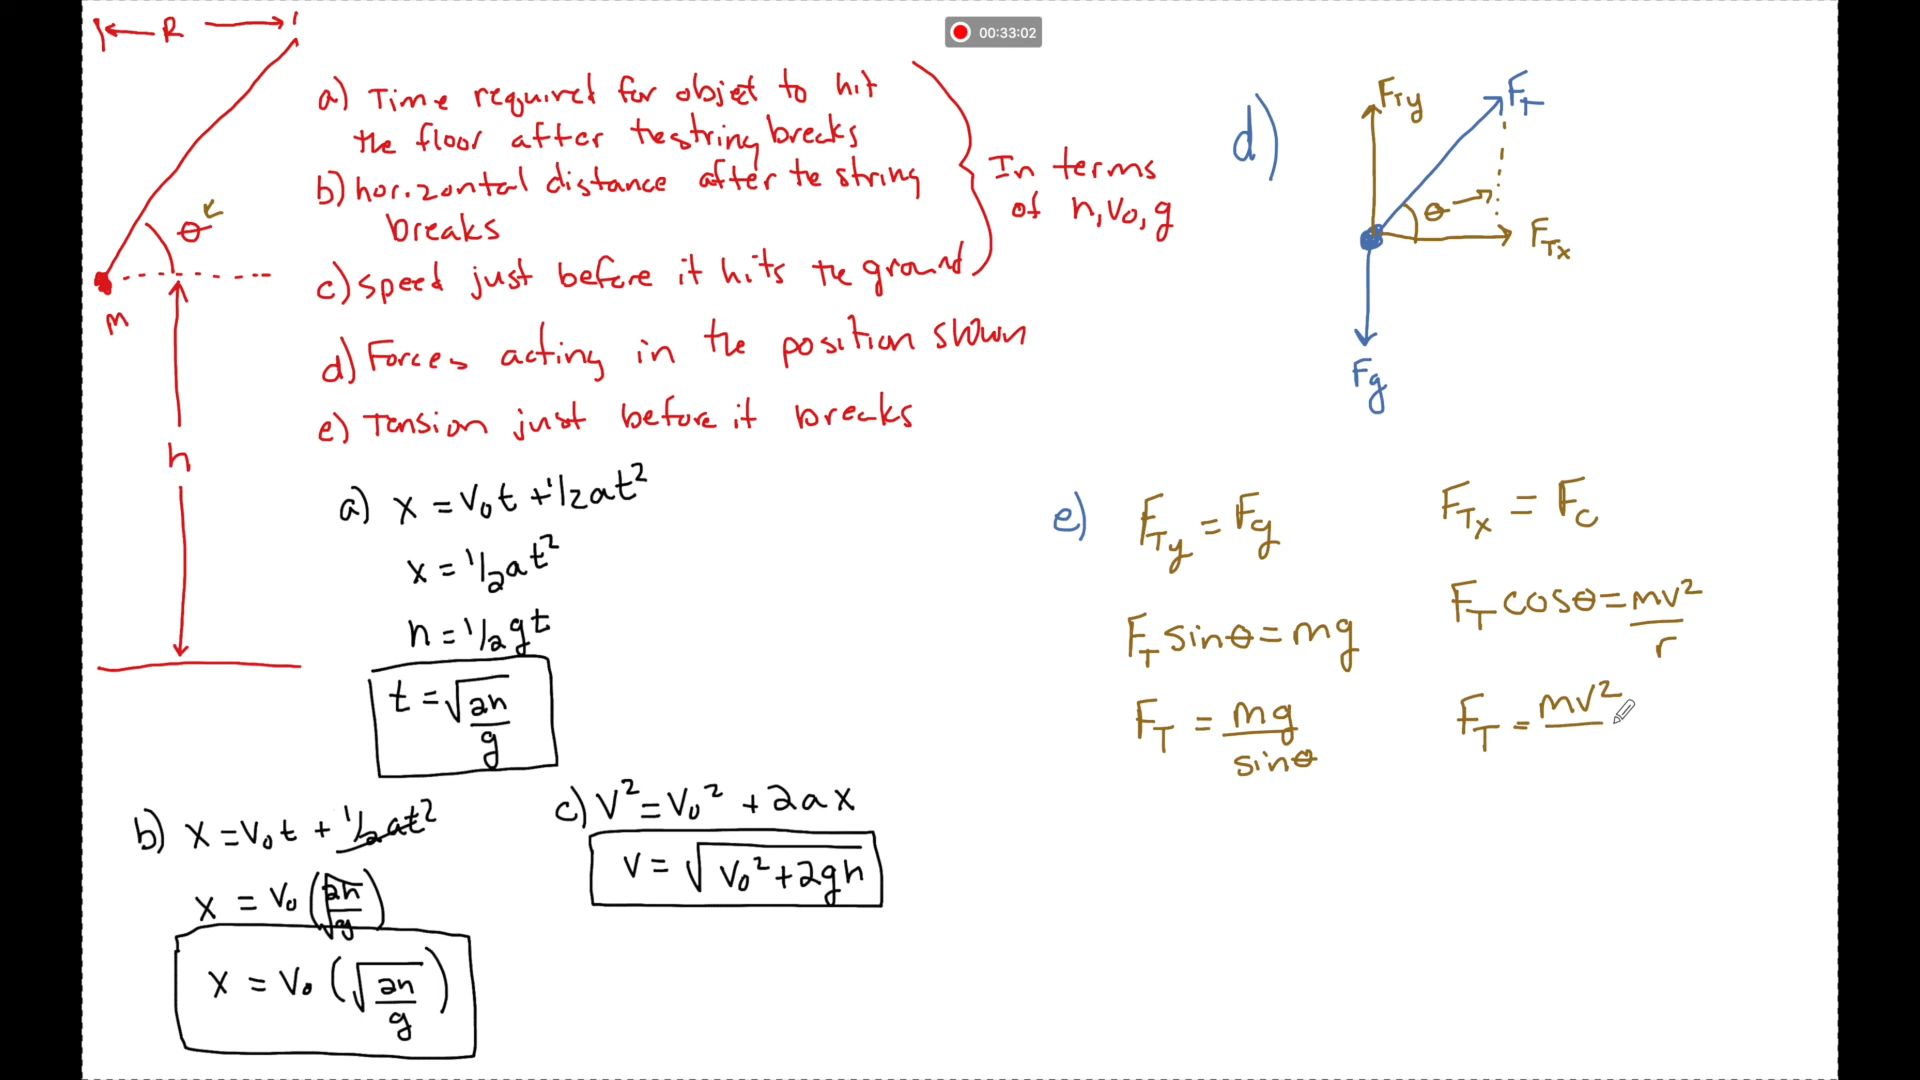 00:33:02
R
θ
m
h
a) Time required for objet to hit
the floor after te string breaks
b) horizontal distance after te string
breaks
c) Speed just before it hits te ground
In terms
of h, v₀, g
d) Forces acting in the position shown
e) Tension just before it breaks
a) x = v₀t + 1/2at²
x = 1/2at²
h = 1/2gt
t = √(2h/g)
b) x = v₀t + 1/2at²
x = v₀(√(2h/g))
x = v₀(√(2h/g))
c) v² = v₀² + 2ax
v = √(v₀² + 2gh)
d)
F_Ty
F_T
θ
F_Tx
Fg
e) F_Ty = Fg
F_T sinθ = mg
F_T = mg/sinθ
F_Tx = F_c
F_T cosθ = mv²/r
F_T = mv²